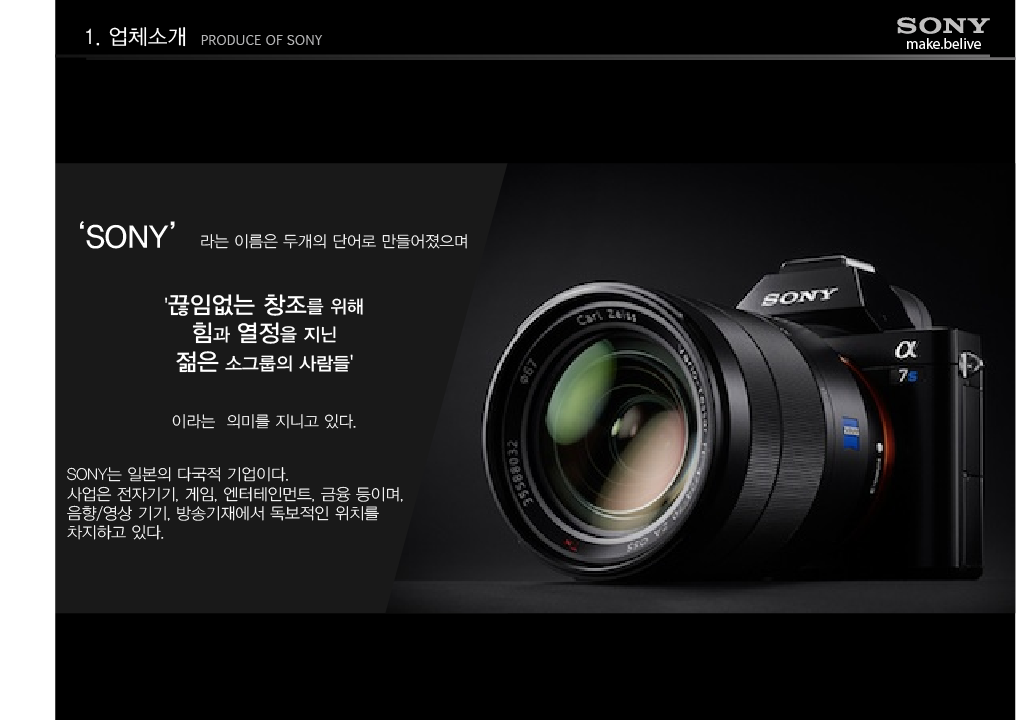 1. 업체소개 PRODUCE OF SONY
SONY
make.belive
‘SONY’ 라는 이름은 두개의 단어로 만들어졌으며
'끊임없는 창조를 위해
힘과 열정을 지닌
젊은 소그룹의 사람들'
이라는 의미를 지니고 있다.
SONY는 일본의 다국적 기업이다.
사업은 전자기기, 게임, 엔터테인먼트, 금융 등이며,
음향/영상 기기, 방송기재에서 독보적인 위치를
차지하고 있다.
SONY
α
7s
Carl Zeiss
ø67
35588032